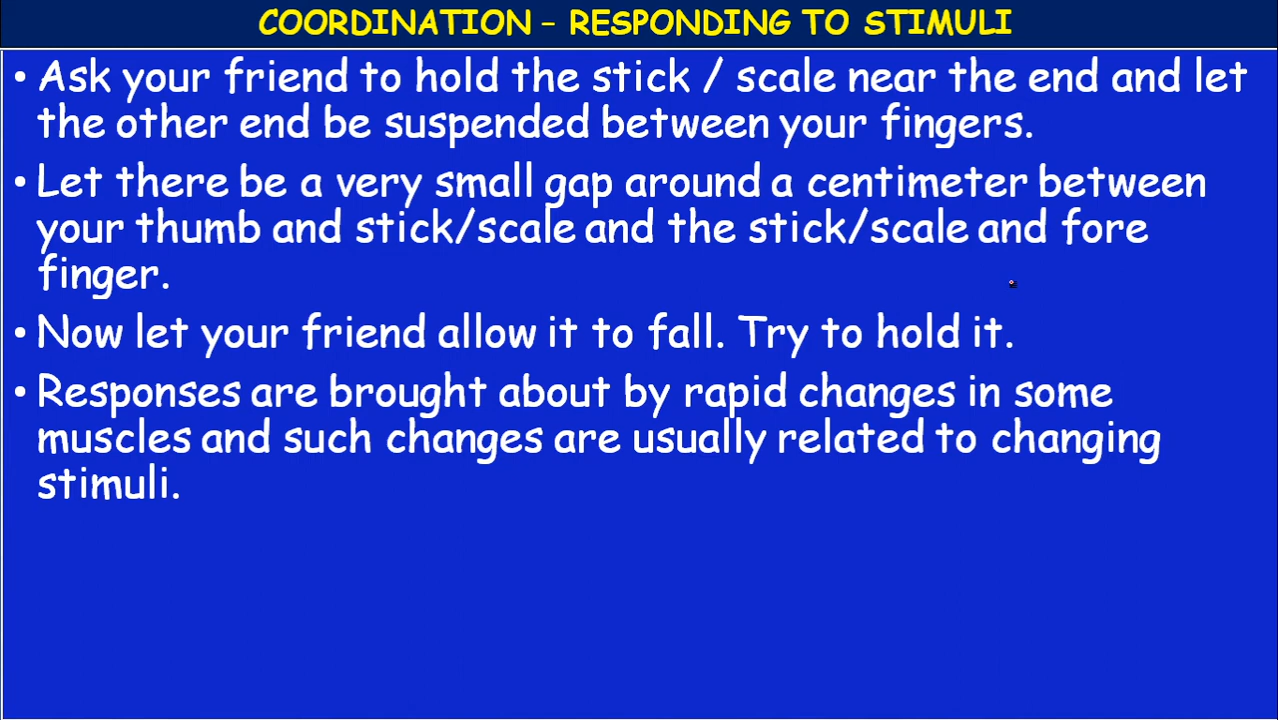 COORDINATION – RESPONDING TO STIMULI
• Ask your friend to hold the stick / scale near the end and let
the other end be suspended between your fingers.
• Let there be a very small gap around a centimeter between
your thumb and stick/scale and the stick/scale and fore
finger.
• Now let your friend allow it to fall. Try to hold it.
• Responses are brought about by rapid changes in some
muscles and such changes are usually related to changing
stimuli.